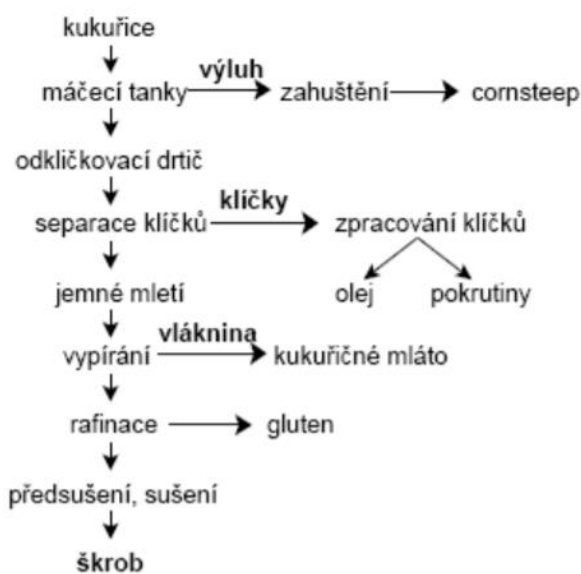 kukuřice
výluh
máčecí tanky zahuštění cornsteep
odkličkovací drtič
klíčky
separace klíčků zpracování klíčků
jemné mletí olej pokrutiny
vláknina
vypírání kukuřičné mláto
rafinace gluten
předsušení, sušení
škrob